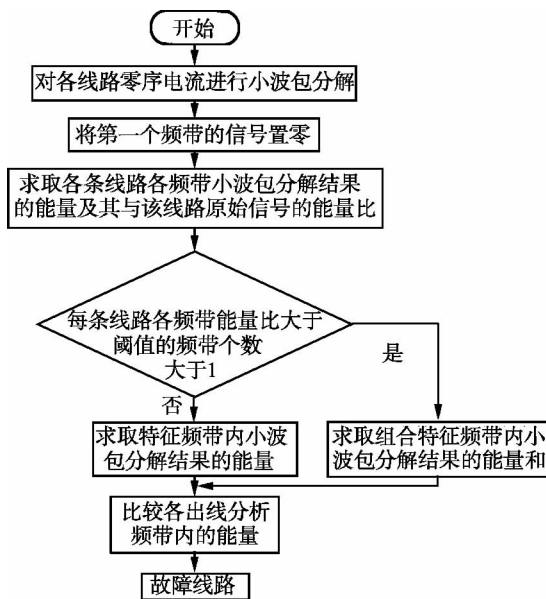 开始
对各线路零序电流进行小波包分解
将第一个频带的信号置零
求取各条线路各频带小波包分解结果
的能量及其与该线路原始信号的能量比
每条线路各频带能量比大于
阈值的频带个数
大于1
是
否
求取特征频带内小波
包分解结果的能量
求取组合特征频带内小
波包分解结果的能量和
比较各出线分析
频带内的能量
故障线路